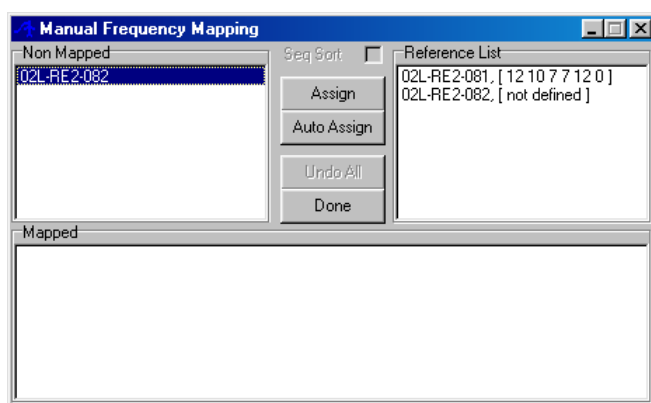 Manual Frequency Mapping
Non Mapped
02L-RE2-082
Seq Sort
Assign
Auto Assign
Undo All
Done
Reference List
02L-RE2-081, [ 12 10 7 7 12 0 ]
02L-RE2-082, [ not defined ]
Mapped